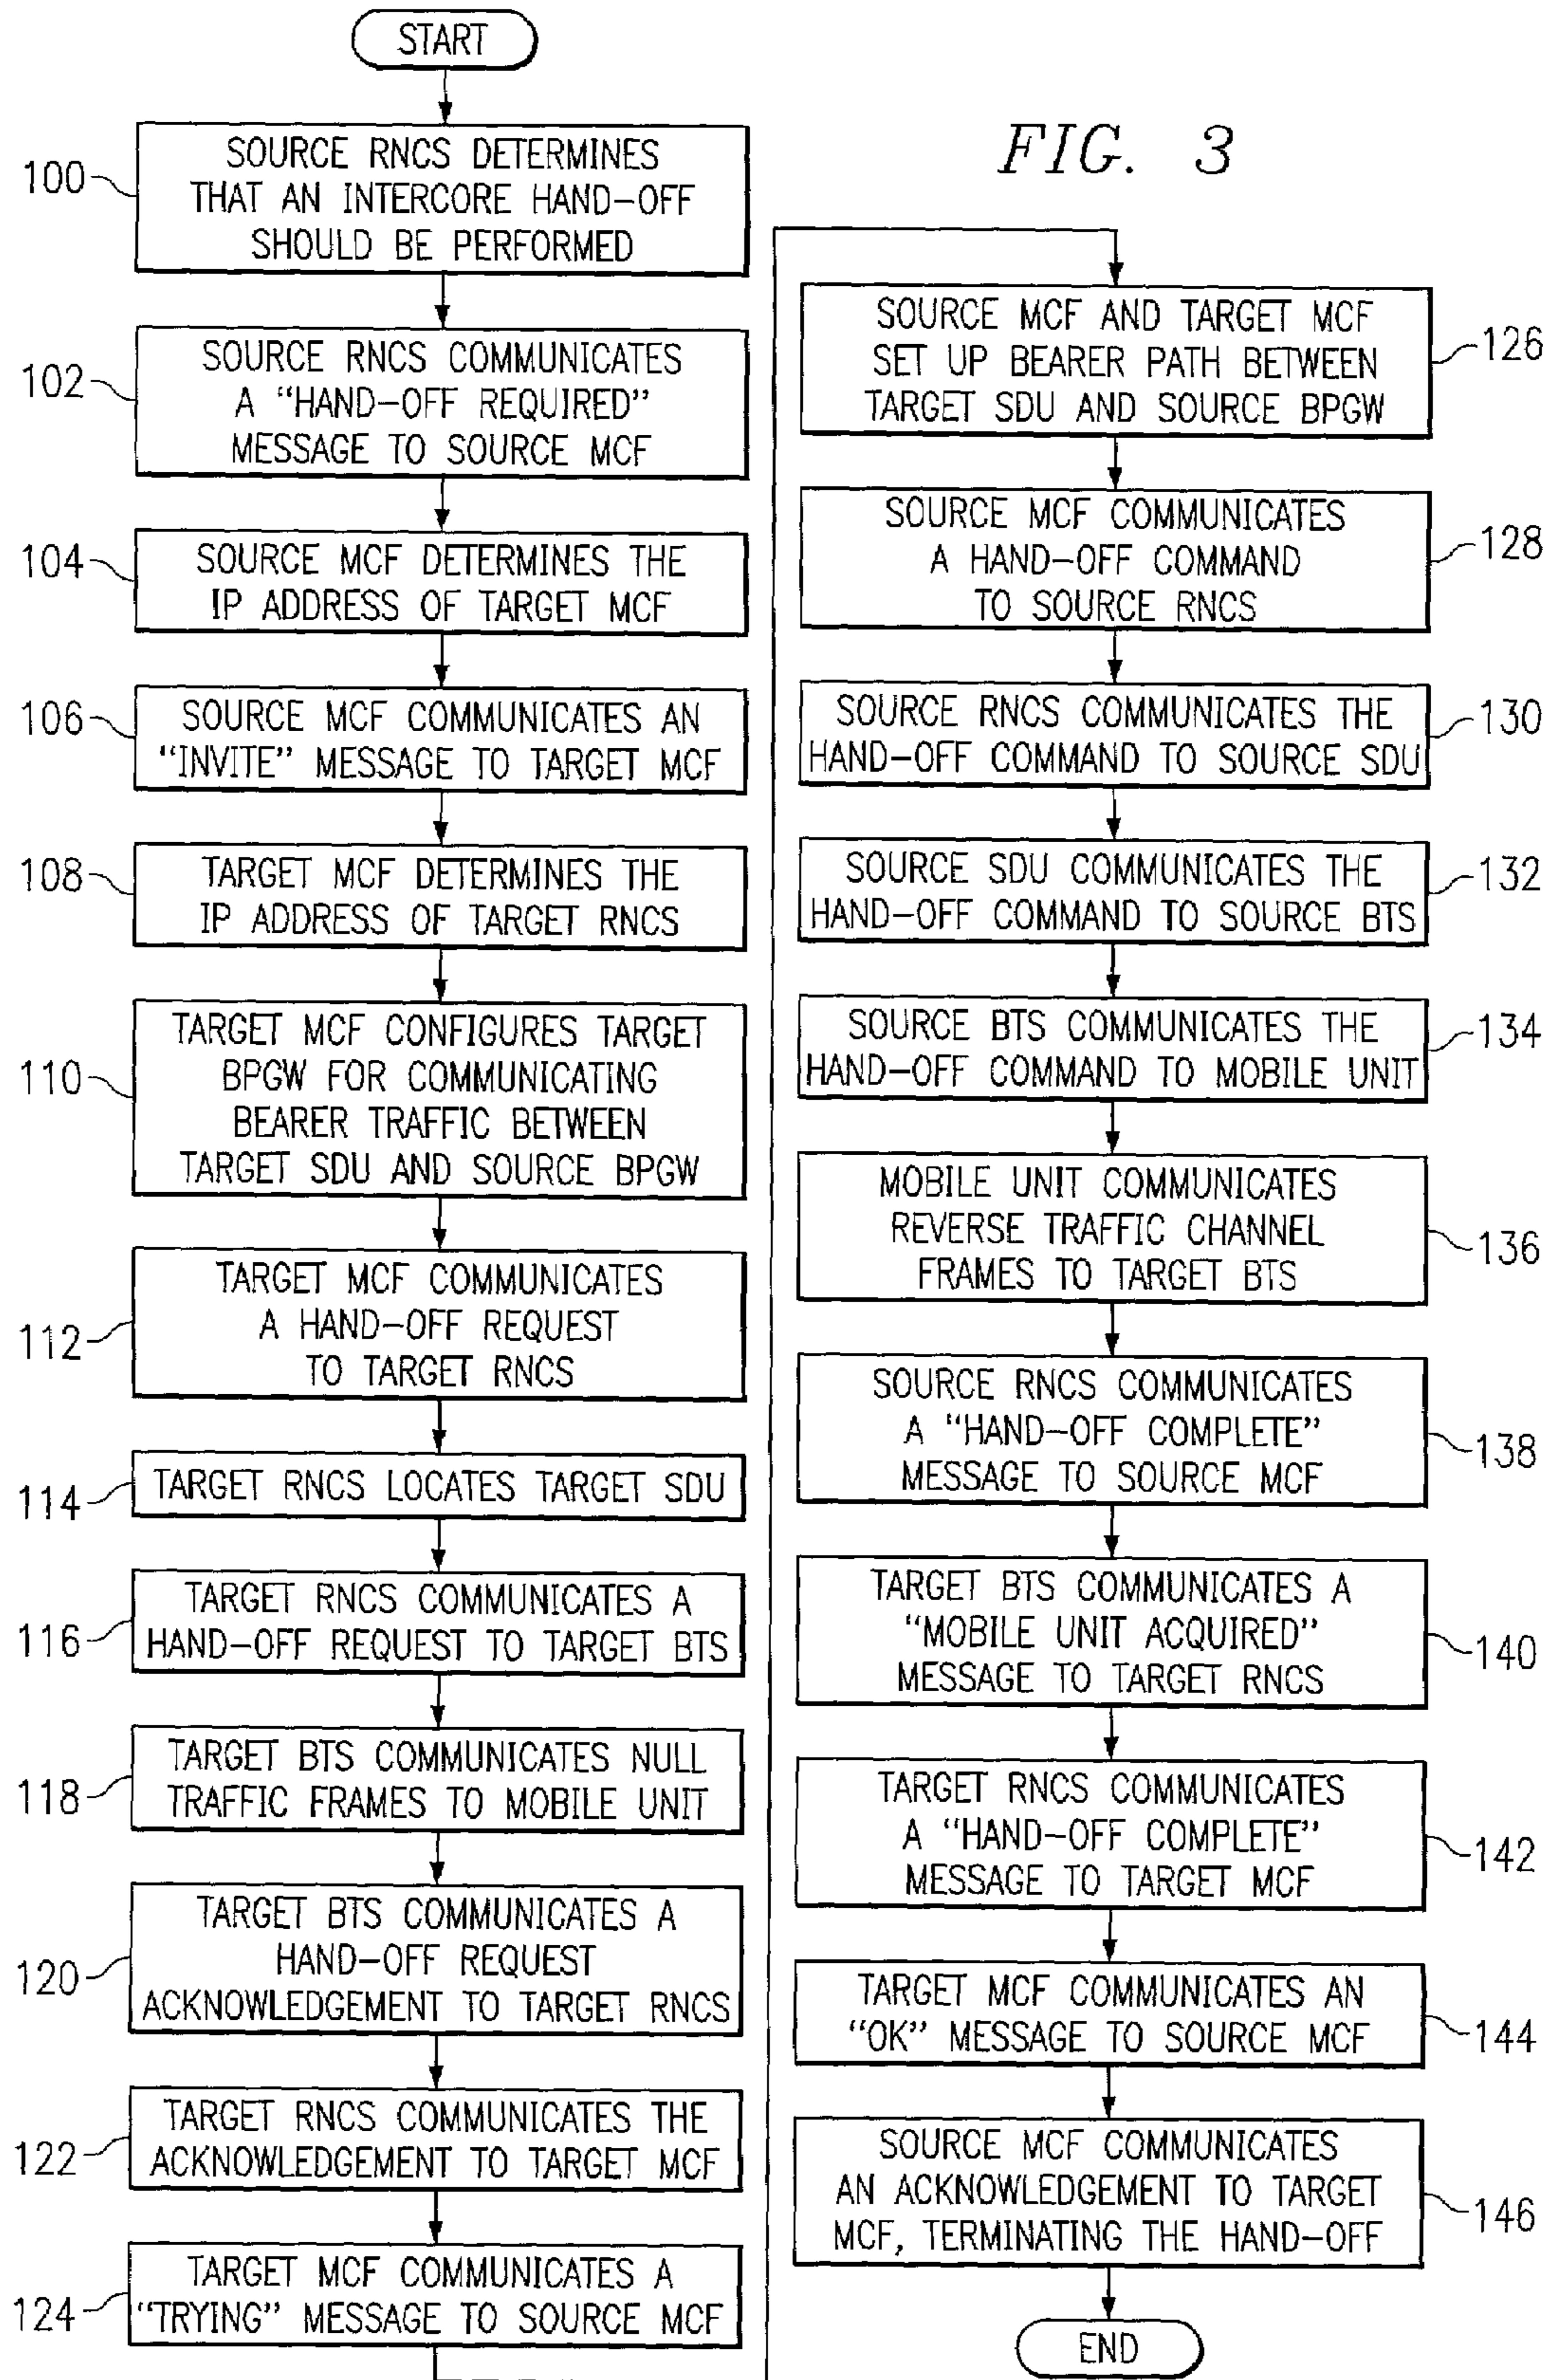 START
100
SOURCE RNCS DETERMINES
THAT AN INTERCORE HAND-OFF
SHOULD BE PERFORMED
102
SOURCE RNCS COMMUNICATES
A “HAND-OFF REQUIRED”
MESSAGE TO SOURCE MCF
104
SOURCE MCF DETERMINES THE
IP ADDRESS OF TARGET MCF
106
SOURCE MCF COMMUNICATES AN
“INVITE” MESSAGE TO TARGET MCF
108
TARGET MCF DETERMINES THE
IP ADDRESS OF TARGET RNCS
110
TARGET MCF CONFIGURES TARGET
BPGW FOR COMMUNICATING
BEARER TRAFFIC BETWEEN
TARGET SDU AND SOURCE BPGW
112
TARGET MCF COMMUNICATES
A HAND-OFF REQUEST
TO TARGET RNCS
114
TARGET RNCS LOCATES TARGET SDU
116
TARGET RNCS COMMUNICATES A
HAND-OFF REQUEST TO TARGET BTS
118
TARGET BTS COMMUNICATES NULL
TRAFFIC FRAMES TO MOBILE UNIT
120
TARGET BTS COMMUNICATES A
HAND-OFF REQUEST
ACKNOWLEDGEMENT TO TARGET RNCS
122
TARGET RNCS COMMUNICATES THE
ACKNOWLEDGEMENT TO TARGET MCF
124
TARGET MCF COMMUNICATES A
“TRYING” MESSAGE TO SOURCE MCF
FIG. 3
SOURCE MCF AND TARGET MCF
SET UP BEARER PATH BETWEEN
TARGET SDU AND SOURCE BPGW
126
SOURCE MCF COMMUNICATES
A HAND-OFF COMMAND
TO SOURCE RNCS
128
SOURCE RNCS COMMUNICATES THE
HAND-OFF COMMAND TO SOURCE SDU
130
SOURCE SDU COMMUNICATES THE
HAND-OFF COMMAND TO SOURCE BTS
132
SOURCE BTS COMMUNICATES THE
HAND-OFF COMMAND TO MOBILE UNIT
134
MOBILE UNIT COMMUNICATES
REVERSE TRAFFIC CHANNEL
FRAMES TO TARGET BTS
136
SOURCE RNCS COMMUNICATES
A “HAND-OFF COMPLETE”
MESSAGE TO SOURCE MCF
138
TARGET BTS COMMUNICATES A
“MOBILE UNIT ACQUIRED”
MESSAGE TO TARGET RNCS
140
TARGET RNCS COMMUNICATES
A “HAND-OFF COMPLETE”
MESSAGE TO TARGET MCF
142
TARGET MCF COMMUNICATES AN
“OK” MESSAGE TO SOURCE MCF
144
SOURCE MCF COMMUNICATES
AN ACKNOWLEDGEMENT TO TARGET
MCF, TERMINATING THE HAND-OFF
146
END